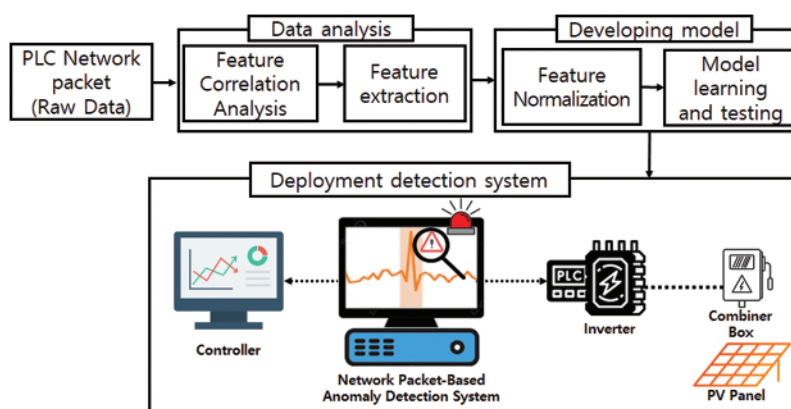 Data analysis
Developing model
PLC Network
packet
(Raw Data)
Feature
Correlation
Analysis
Feature
extraction
Feature
Normalization
Model
learning
and testing
Deployment detection system
PLC
Controller
Inverter
Combiner
Box
Network Packet-Based
Anomaly Detection System
PV Panel